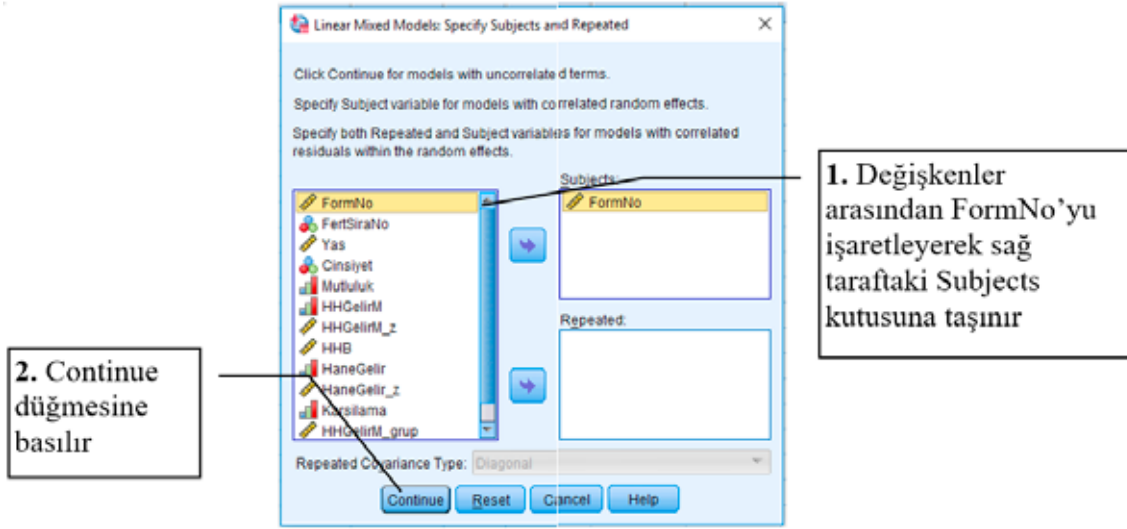 Linear Mixed Models: Specify Subjects and Repeated
Click Continue for models with uncorrelated terms.
Specify Subject variable for models with correlated random effects.
Specify both Repeated and Subject variables for models with correlated
residuals within the random effects.
FormNo
FertSiraNo
Yas
Cinsiyet
Mutluluk
HHGelirM
HHGelirM_z
HHB
HaneGelir
HaneGelir_z
Karsilama
HHGelirM_grup
Subjects:
FormNo
Repeated:
Repeated Covariance Type: Diagonal
Continue Reset Cancel Help
1. Değişkenler
arasından FormNo’yu
işaretleyerek sağ
taraftaki Subjects
kutusuna taşınır
2. Continue
düğmesine
basılır